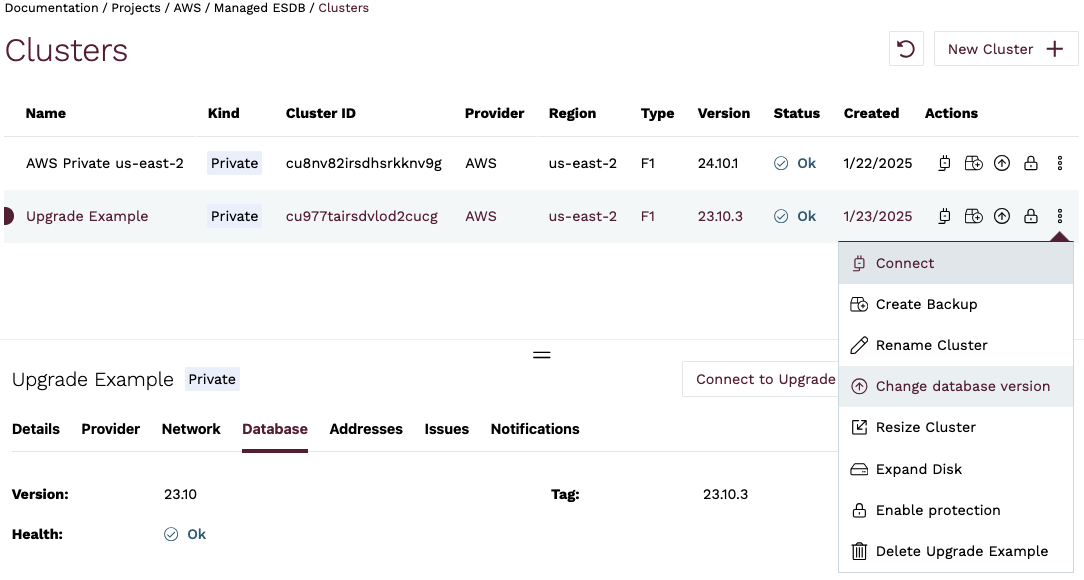 Documentation / Projects / AWS / Managed ESDB / Clusters
Clusters
New Cluster
Name Kind Cluster ID Provider Region Type Version Status Created Actions
AWS Private us-east-2 Private cu8nv82irsdhsrkknv9g AWS us-east-2 F1 24.10.1 Ok 1/22/2025
Upgrade Example Private cu977tairsdvlod2cucg AWS us-east-2 F1 23.10.3 Ok 1/23/2025
Connect
Create Backup
Rename Cluster
Change database version
Resize Cluster
Expand Disk
Enable protection
Delete Upgrade Example
Upgrade Example Private
Connect to Upgrade
Details Provider Network Database Addresses Issues Notifications
Version: 23.10 Tag: 23.10.3
Health: Ok